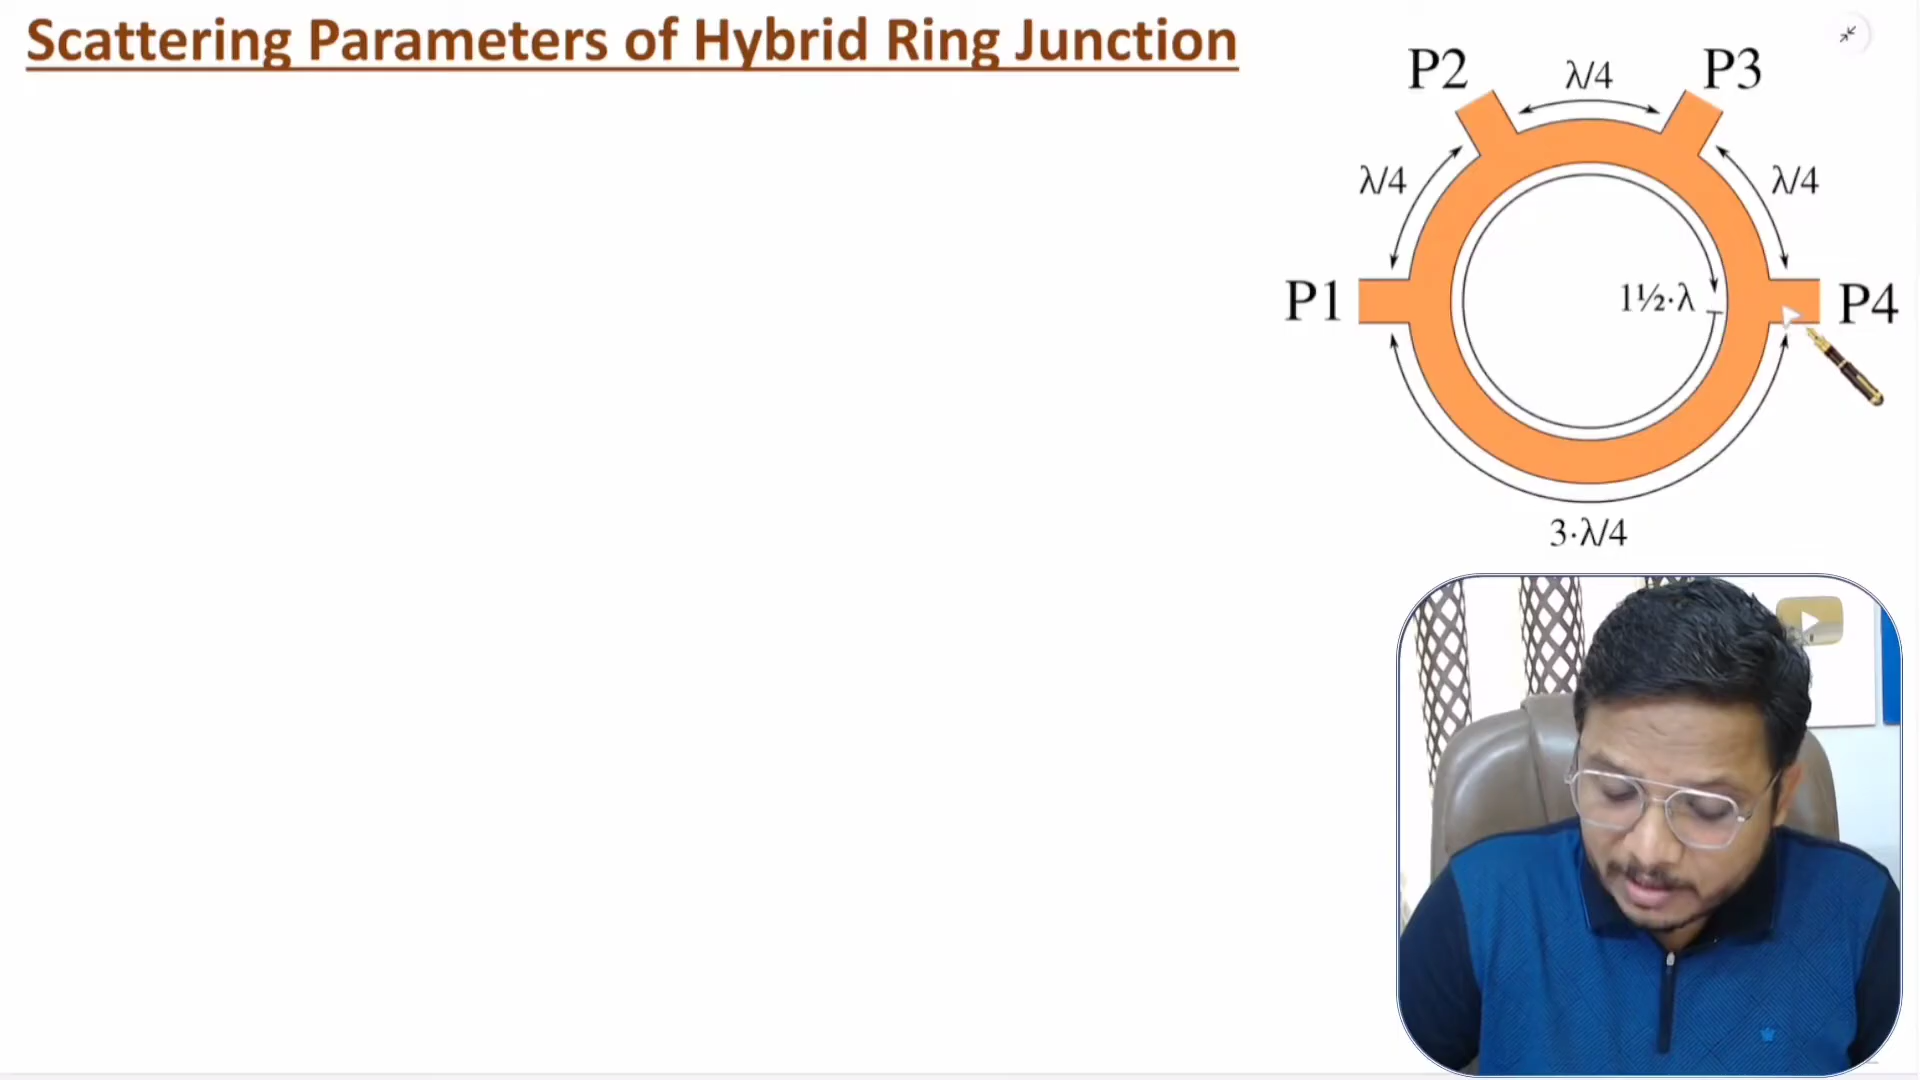 Scattering Parameters of Hybrid Ring Junction
P2
λ/4
P3
λ/4
λ/4
P1
1½·λ
P4
3·λ/4